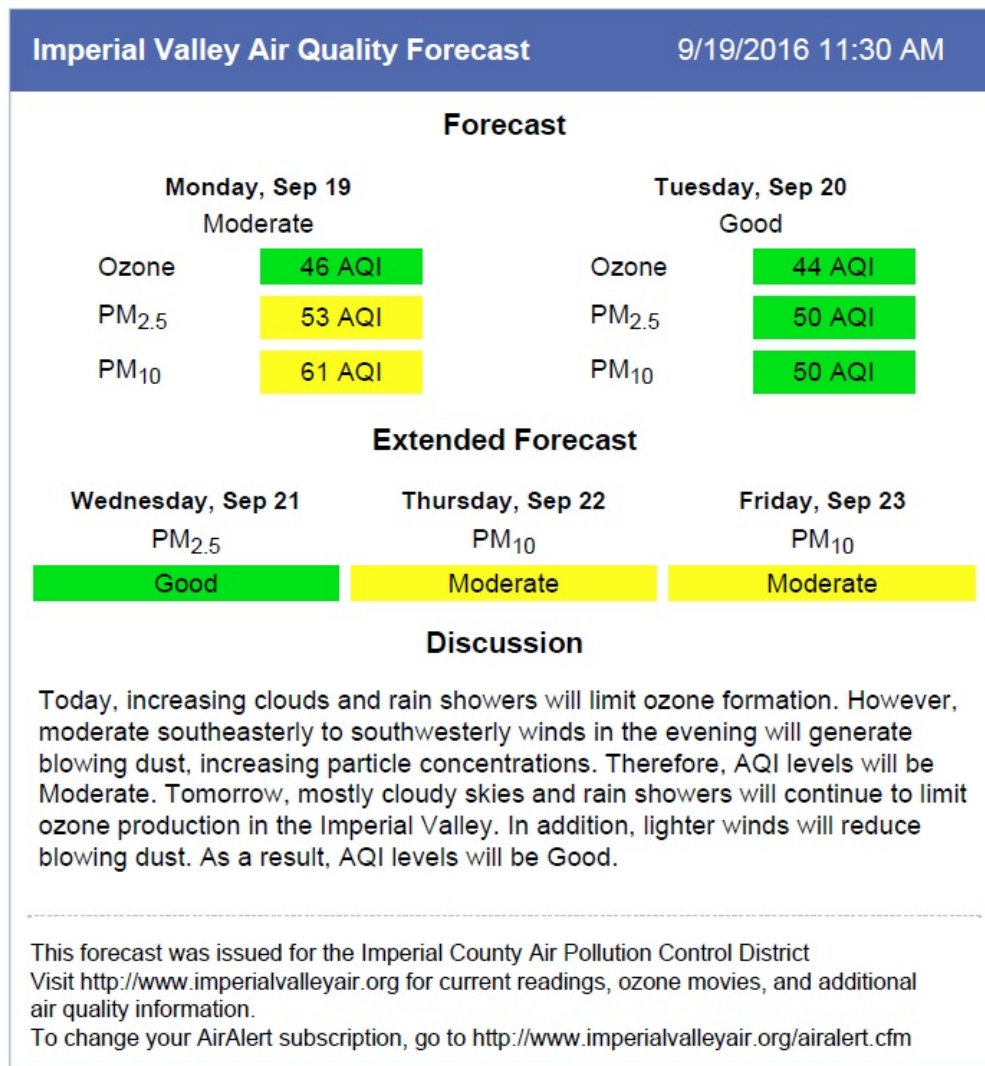 Imperial Valley Air Quality Forecast 9/19/2016 11:30 AM
Forecast
Monday, Sep 19 Tuesday, Sep 20
Moderate Good
Ozone 46 AQI Ozone 44 AQI
PM2.5 53 AQI PM2.5 50 AQI
PM10 61 AQI PM10 50 AQI
Extended Forecast
Wednesday, Sep 21 Thursday, Sep 22 Friday, Sep 23
PM2.5 PM10 PM10
Good Moderate Moderate
Discussion
Today, increasing clouds and rain showers will limit ozone formation. However,
moderate southeasterly to southwesterly winds in the evening will generate
blowing dust, increasing particle concentrations. Therefore, AQI levels will be
Moderate. Tomorrow, mostly cloudy skies and rain showers will continue to limit
ozone production in the Imperial Valley. In addition, lighter winds will reduce
blowing dust. As a result, AQI levels will be Good.
This forecast was issued for the Imperial County Air Pollution Control District
Visit http://www.imperialvalleyair.org for current readings, ozone movies, and additional
air quality information.
To change your AirAlert subscription, go to http://www.imperialvalleyair.org/airalert.cfm